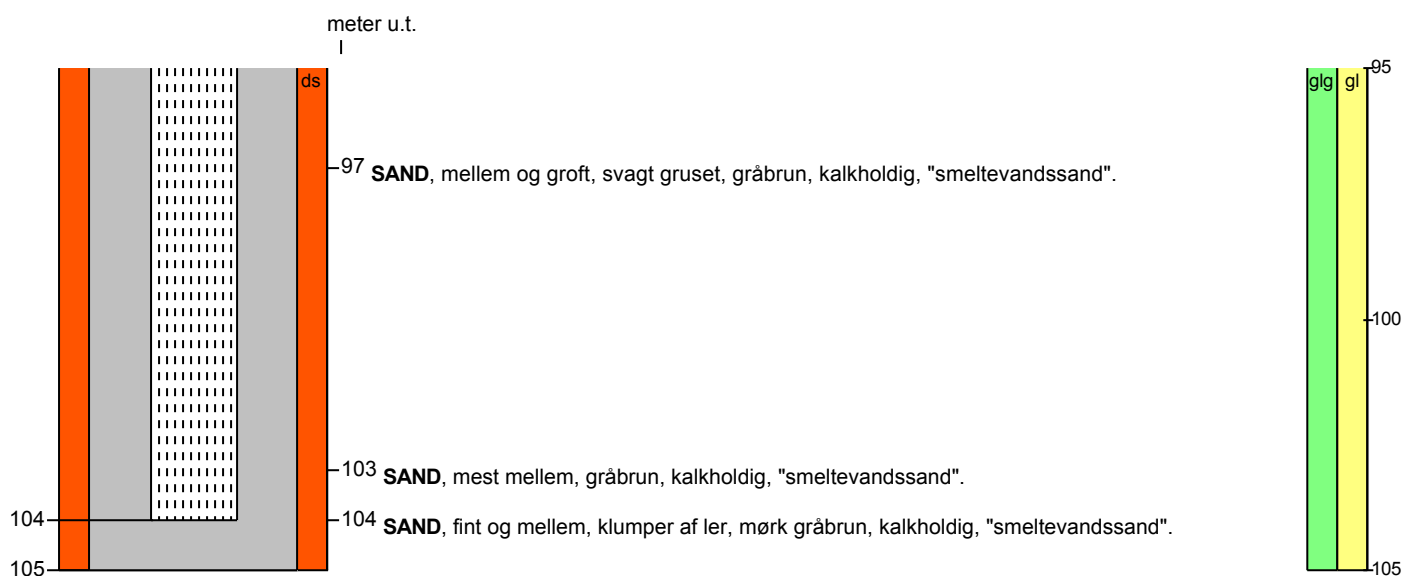 meter u.t.
ds
glg gl
95
97 SAND, mellem og groft, svagt gruset, gråbrun, kalkholdig, "smeltevandssand".
100
103 SAND, mest mellem, gråbrun, kalkholdig, "smeltevandssand".
104
104 SAND, fint og mellem, klumper af ler, mørk gråbrun, kalkholdig, "smeltevandssand".
105
105